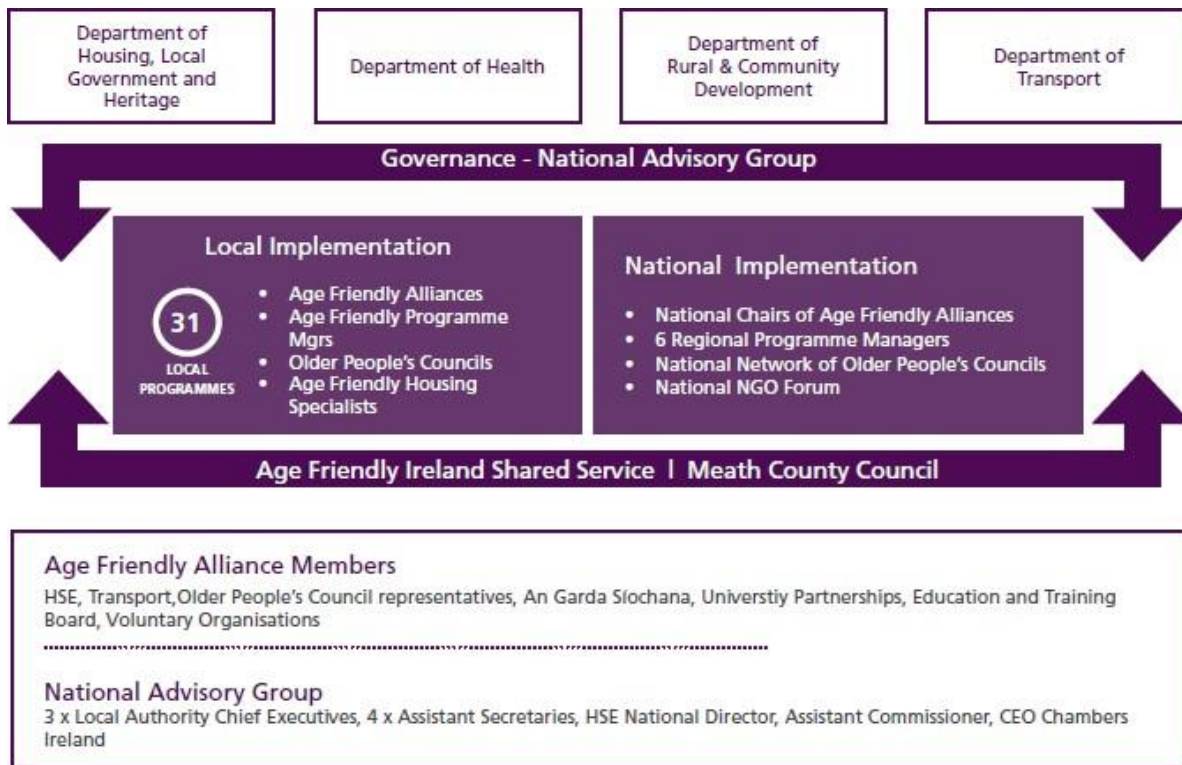 Department of
Housing, Local
Government and
Heritage
Department of Health
Department of
Rural & Community
Development
Department of
Transport
Governance - National Advisory Group
Local Implementation
31
LOCAL
PROGRAMMES
• Age Friendly Alliances
• Age Friendly Programme
Mgrs
• Older People's Councils
• Age Friendly Housing
Specialists
National Implementation
• National Chairs of Age Friendly Alliances
• 6 Regional Programme Managers
• National Network of Older People's Councils
• National NGO Forum
Age Friendly Ireland Shared Service | Meath County Council
Age Friendly Alliance Members
HSE, Transport,Older People's Council representatives, An Garda Síochana, Universtiy Partnerships, Education and Training
Board, Voluntary Organisations
National Advisory Group
3 x Local Authority Chief Executives, 4 x Assistant Secretaries, HSE National Director, Assistant Commissioner, CEO Chambers
Ireland